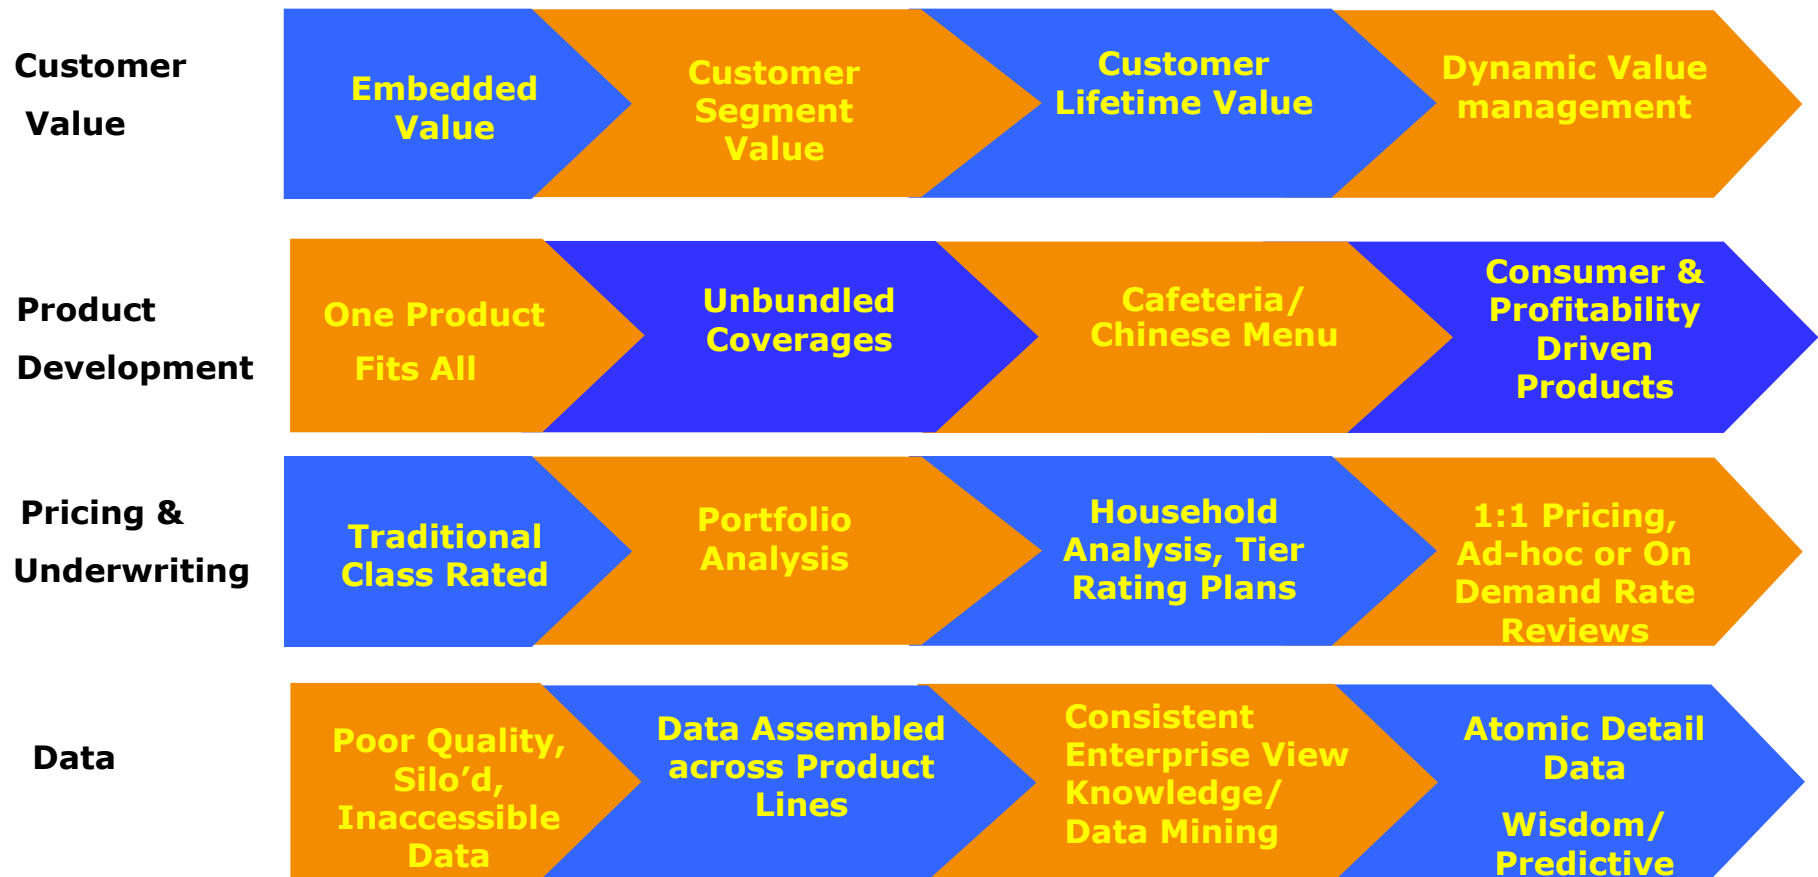 Customer
Value
Embedded
Value
Customer
Segment
Value
Customer
Lifetime Value
Dynamic Value
management
Product
Development
One Product
Fits All
Unbundled
Coverages
Cafeteria/
Chinese Menu
Consumer &
Profitability
Driven
Products
Pricing &
Underwriting
Traditional
Class Rated
Portfolio
Analysis
Household
Analysis, Tier
Rating Plans
1:1 Pricing,
Ad-hoc or On
Demand Rate
Reviews
Data
Poor Quality,
Silo’d,
Inaccessible
Data
Data Assembled
across Product
Lines
Consistent
Enterprise View
Knowledge/
Data Mining
Atomic Detail
Data
Wisdom/
Predictive